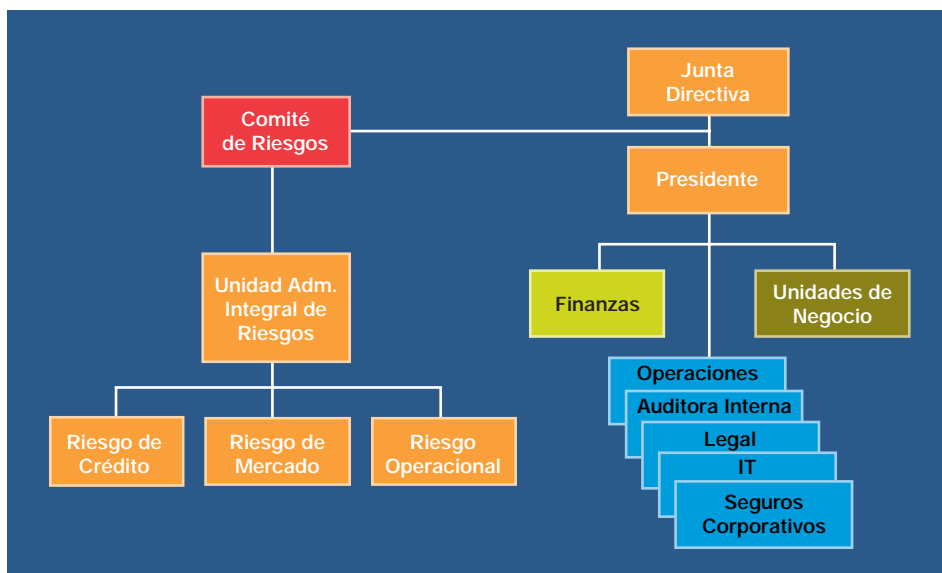 Junta
Directiva
Comité
de Riesgos
Presidente
Unidad Adm.
Integral de
Riesgos
Finanzas
Unidades de
Negocio
Operaciones
Auditora Interna
Legal
IT
Seguros
Corporativos
Riesgo de
Crédito
Riesgo de
Mercado
Riesgo
Operacional